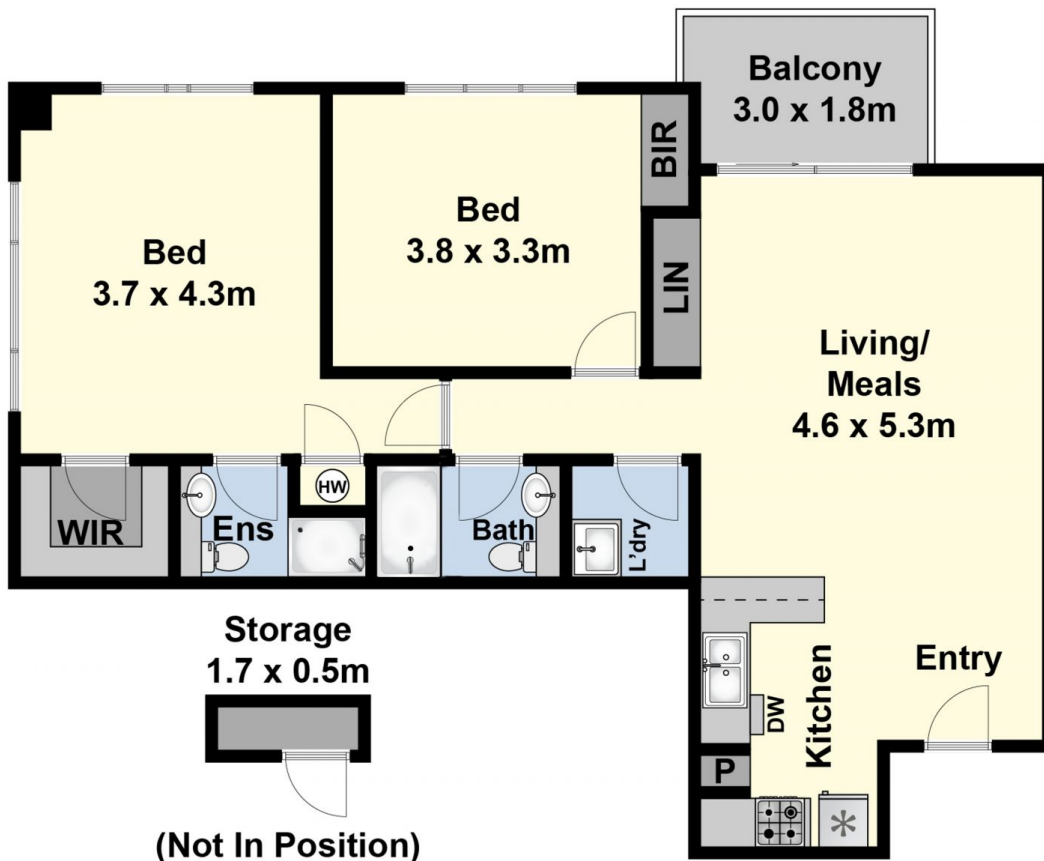 Balcony
3.0 x 1.8m
BIR
Bed
3.8 x 3.3m
Bed
3.7 x 4.3m
LIN
Living/
Meals
4.6 x 5.3m
HW
WIR
Ens
Bath
L'dry
Storage
1.7 x 0.5m
Kitchen
Entry
DW
P
(Not In Position)